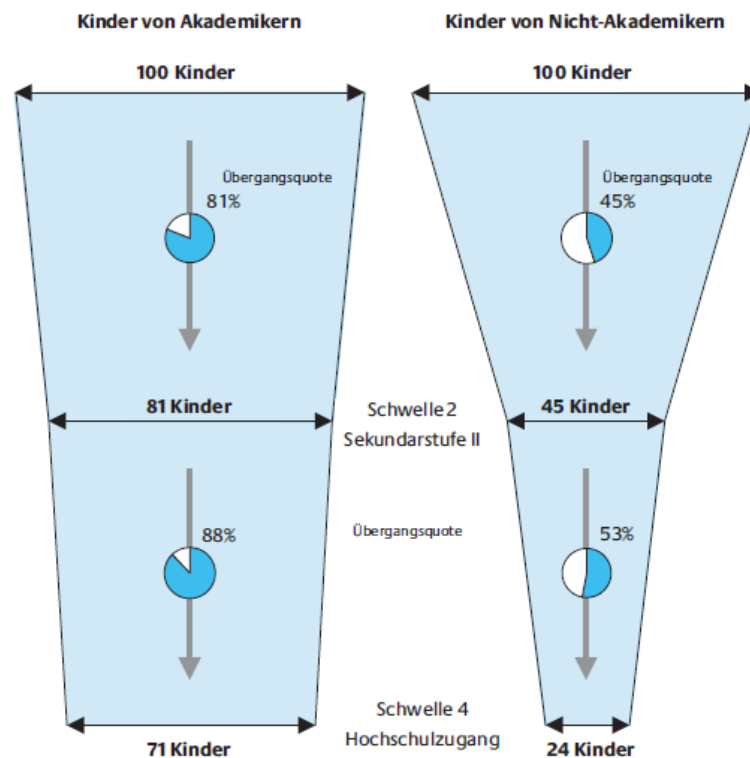 Kinder von Akademikern
Kinder von Nicht-Akademikern
100 Kinder
100 Kinder
Übergangsquote
81%
Übergangsquote
45%
81 Kinder
Schwelle 2
Sekundarstufe II
45 Kinder
88%
Übergangsquote
53%
Schwelle 4
Hochschulzugang
71 Kinder
24 Kinder